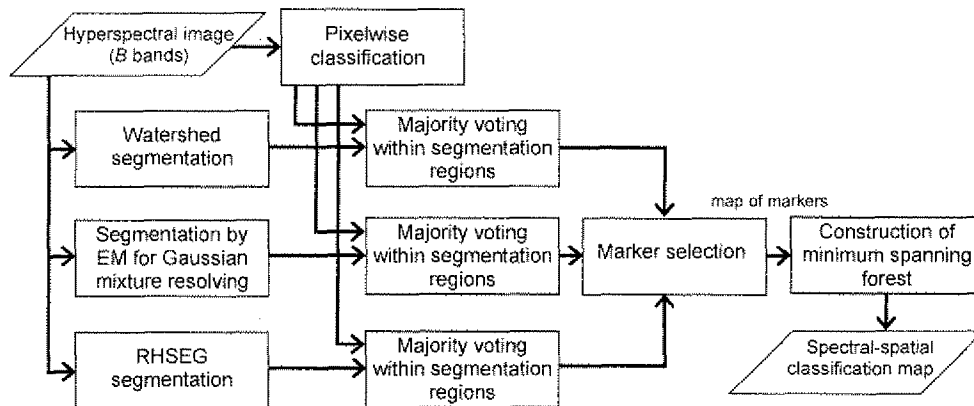 Hyperspectral image
(B bands)
Pixelwise
classification
Watershed
segmentation
Majority voting
within segmentation
regions
map of markers
Segmentation by
EM for Gaussian
mixture resolving
Majority voting
within segmentation
regions
Marker selection
Construction of
minimum spanning
forest
RHSEG
segmentation
Majority voting
within segmentation
regions
Spectral-spatial
classification map